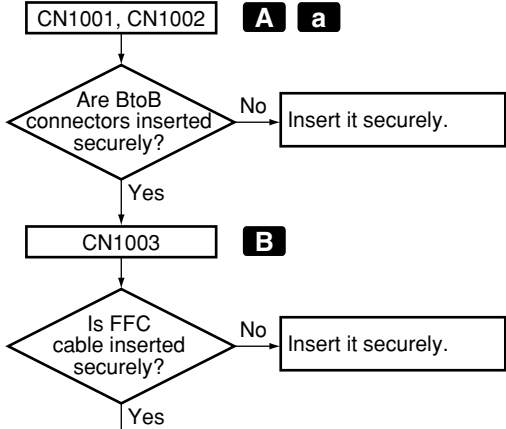 CN1001, CN1002 A a
Are BtoB
connectors inserted
securely?
No
Insert it securely.
Yes
CN1003 B
Is FFC
cable inserted
securely?
No
Insert it securely.
Yes